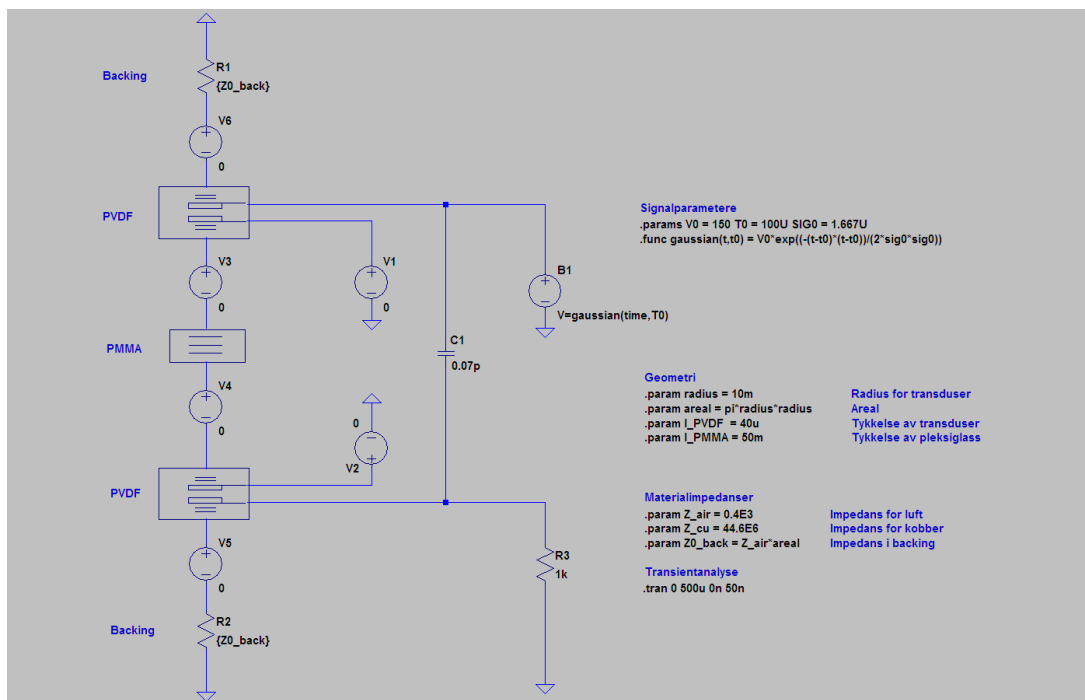 R1
Backing
{Z0_back}
V6
0
PVDF
Signalparametere
.params V0 = 150 T0 = 100U SIG0 = 1.667U
.func gaussian(t,t0) = V0*exp((-(t-t0)*(t-t0))/(2*sig0*sig0))
V3
0
V1
0
B1
V=gaussian(time,T0)
PMMA
C1
0.07p
V4
0
Geometri
.param radius = 10m Radius for transduser
.param areal = pi*radius*radius Areal
.param l_PVDF = 40u Tykkelse av transduser
.param l_PMMA = 50m Tykkelse av pleksiglass
0
V2
PVDF
Materialimpedanser
.param Z_air = 0.4E3 Impedans for luft
.param Z_cu = 44.6E6 Impedans for kobber
.param Z0_back = Z_air*areal Impedans i backing
V5
0
R3
1k
Transientanalyse
.tran 0 500u 0n 50n
R2
Backing
{Z0_back}